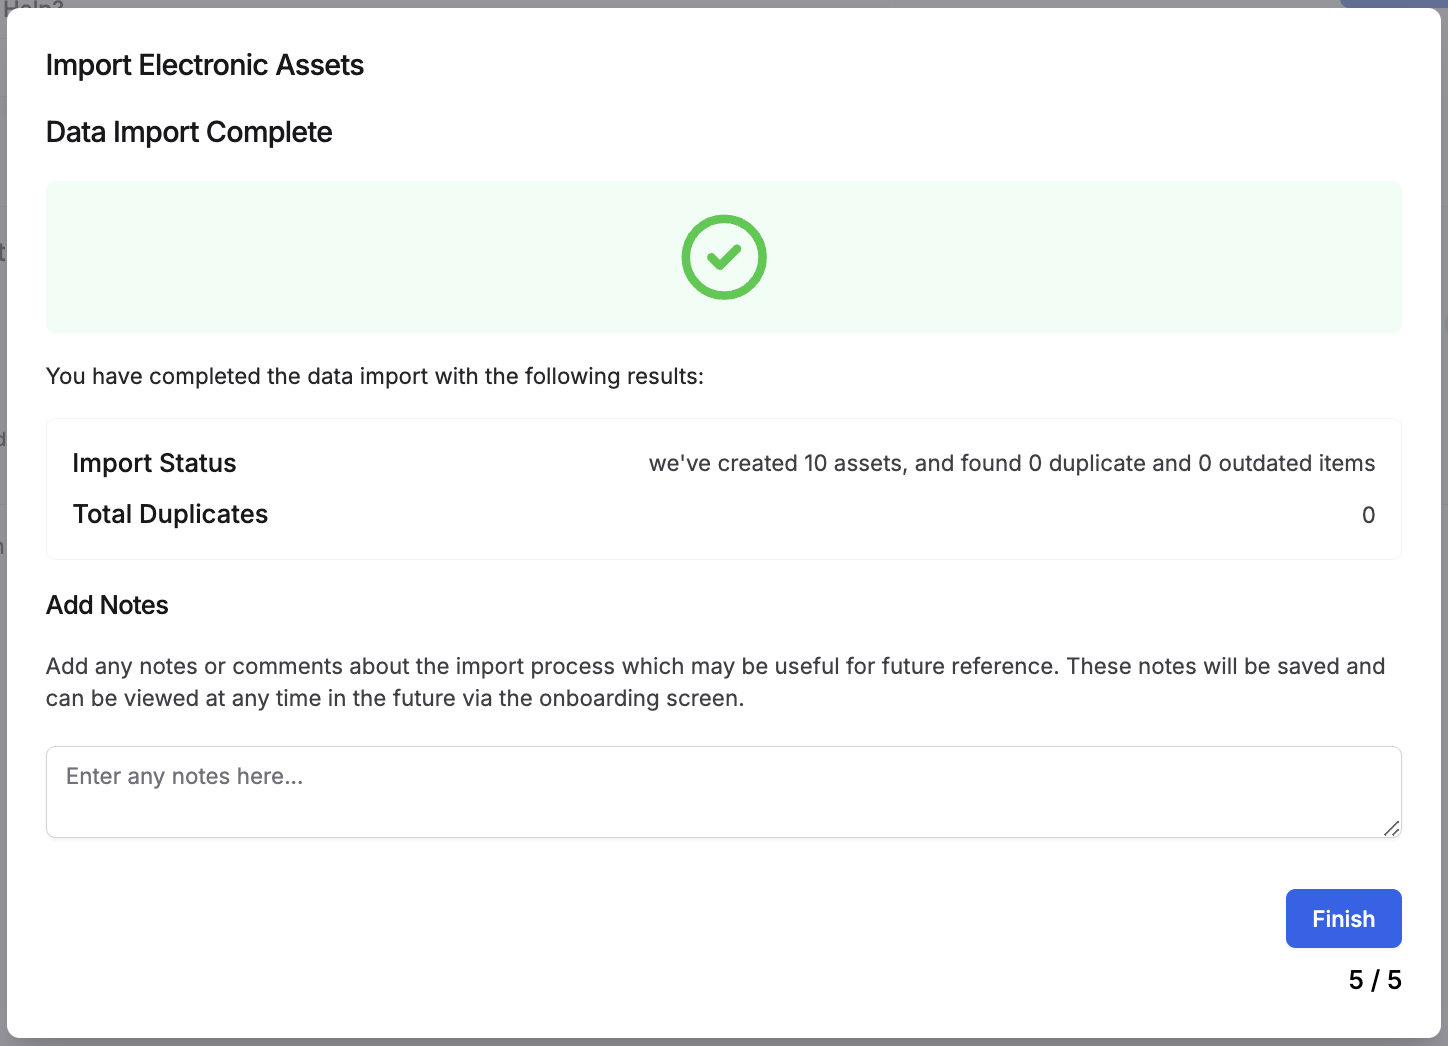 Help?
Import Electronic Assets
Data Import Complete
You have completed the data import with the following results:
Import Status we've created 10 assets, and found 0 duplicate and 0 outdated items
Total Duplicates 0
Add Notes
Add any notes or comments about the import process which may be useful for future reference. These notes will be saved and
can be viewed at any time in the future via the onboarding screen.
Enter any notes here...
Finish
5 / 5